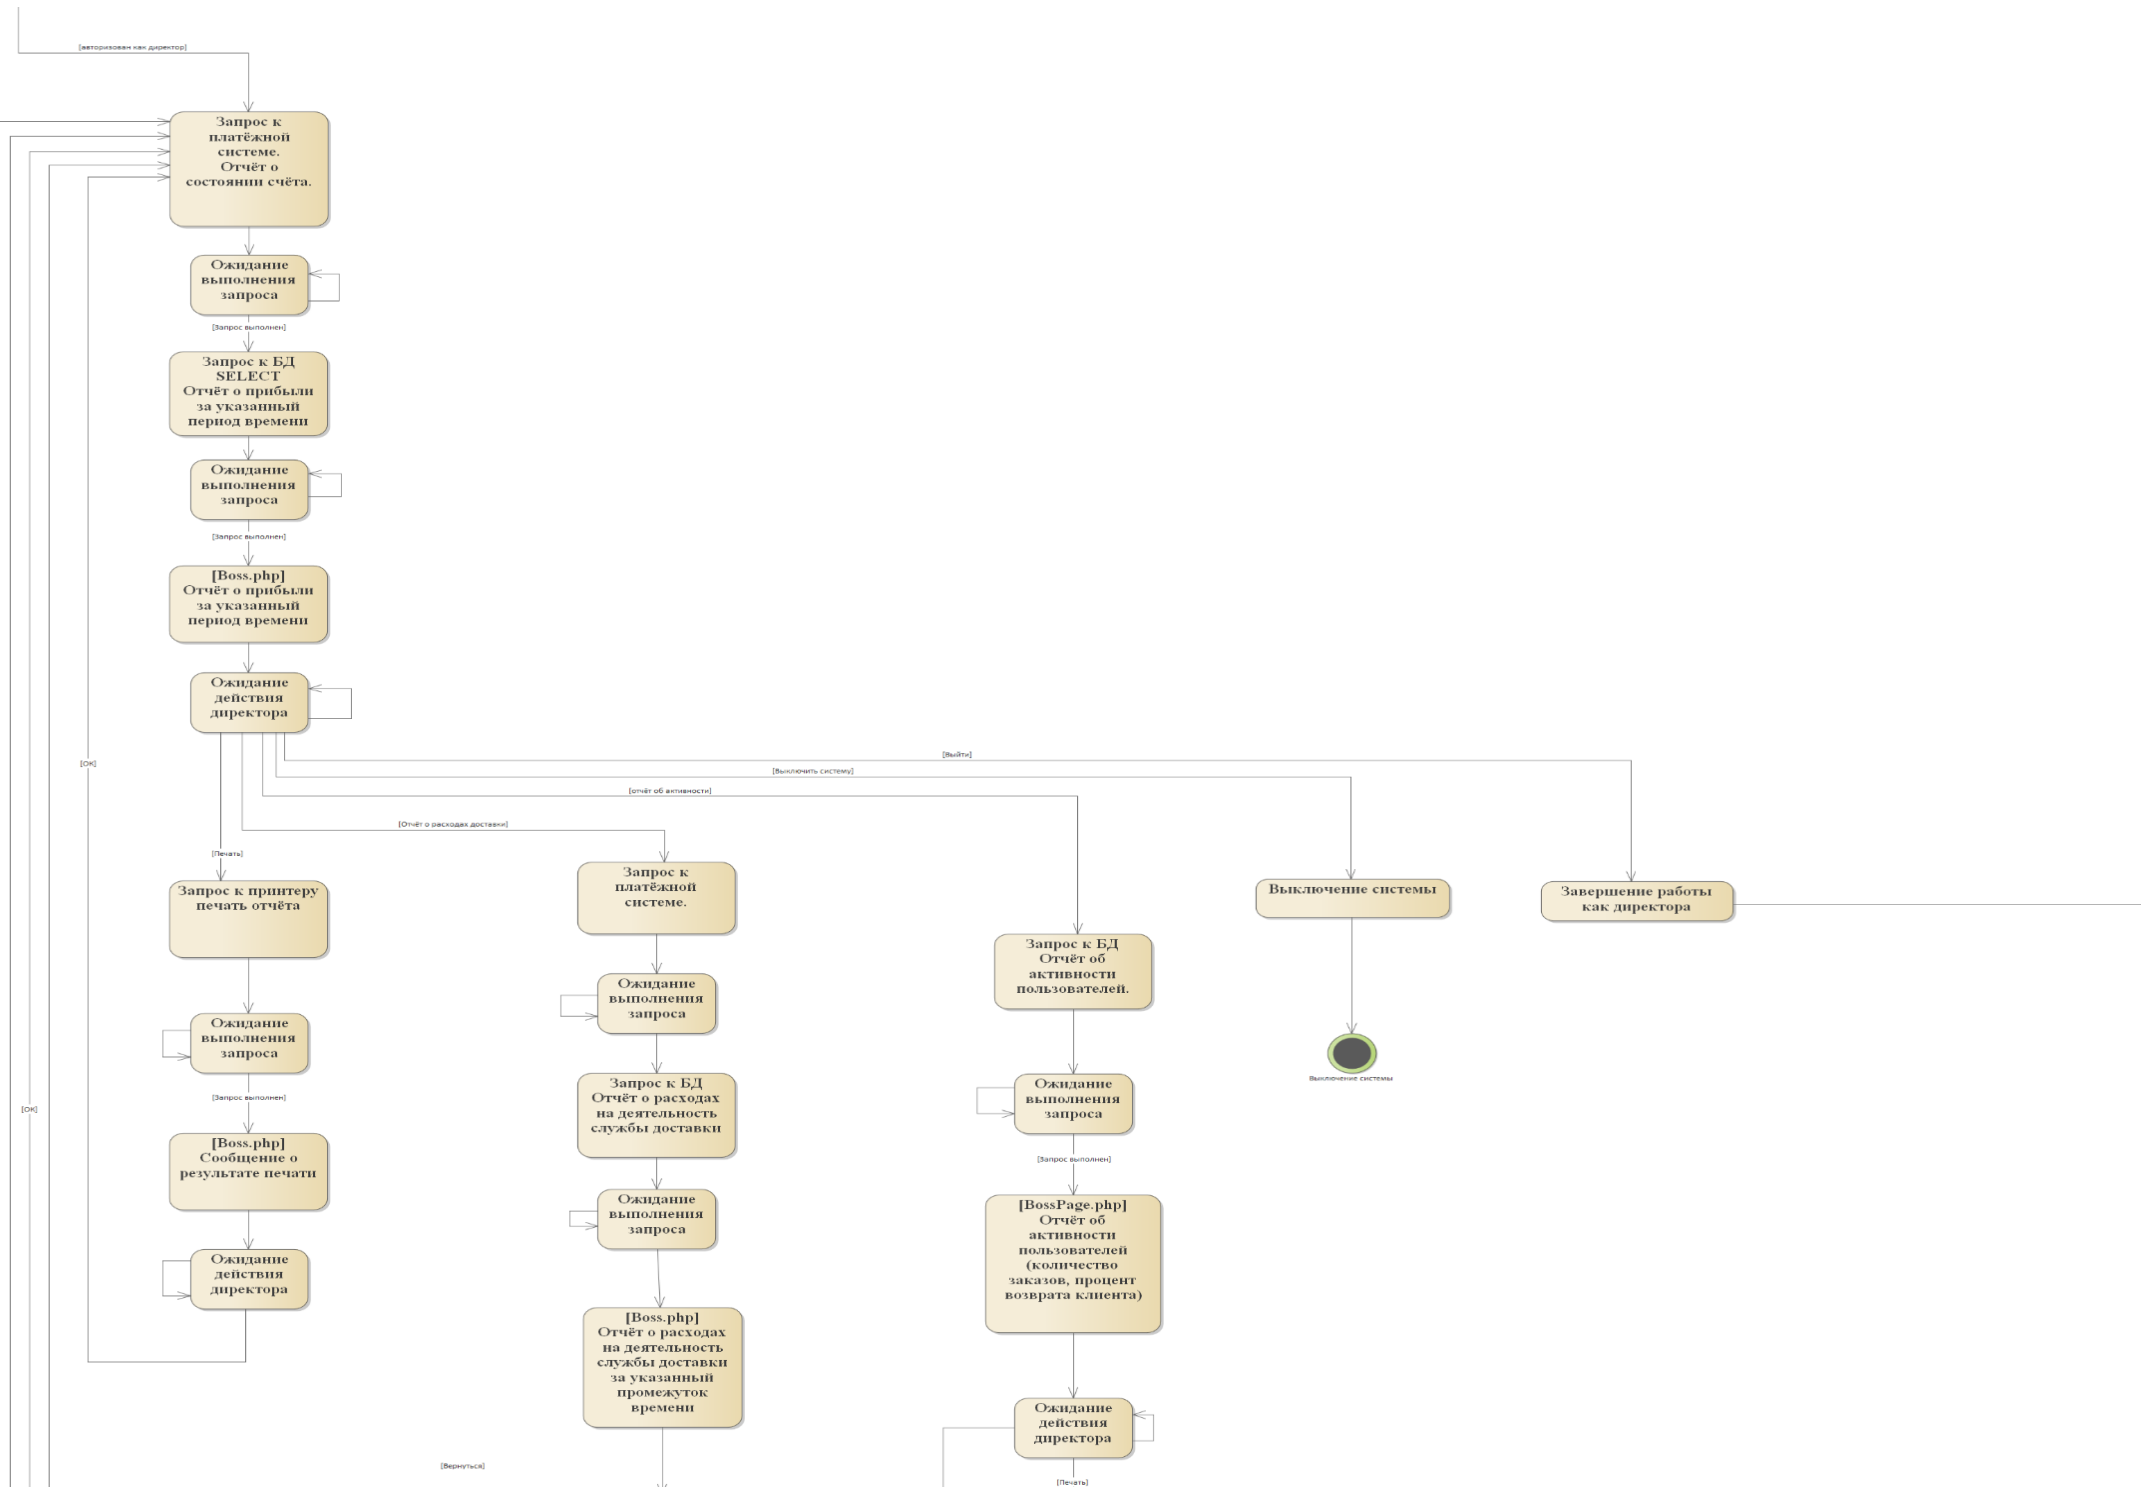 [авторизован как директор]
Запрос к
платёжной
системе.
Отчёт о
состоянии счёта.
Ожидание
выполнения
запроса
[Запрос выполнен]
Запрос к БД
SELECT
Отчёт о прибыли
за указанный
период времени
Ожидание
выполнения
запроса
[Запрос выполнен]
[Boss.php]
Отчёт о прибыли
за указанный
период времени
Ожидание
действия
директора
[Выйти]
[OK]
[Выключить систему]
[отчёт об активности]
[Отчёт о расходах доставки]
[Печать]
Запрос к принтеру
печать отчёта
Ожидание
выполнения
запроса
[Запрос выполнен]
[OK]
[Boss.php]
Сообщение о
результате печати
Ожидание
действия
директора
Запрос к
платёжной
системе.
Ожидание
выполнения
запроса
Запрос к БД
Отчёт о расходах
на деятельность
службы доставки
Ожидание
выполнения
запроса
[Boss.php]
Отчёт о расходах
на деятельность
службы доставки
за указанный
промежуток
времени
[Вернуться]
Запрос к БД
Отчёт об
активности
пользователей.
Ожидание
выполнения
запроса
[Запрос выполнен]
[BossPage.php]
Отчёт об
активности
пользователей
(количество
заказов, процент
возврата клиента)
Ожидание
действия
директора
[Печать]
Выключение системы
Выключение системы
Завершение работы
как директора